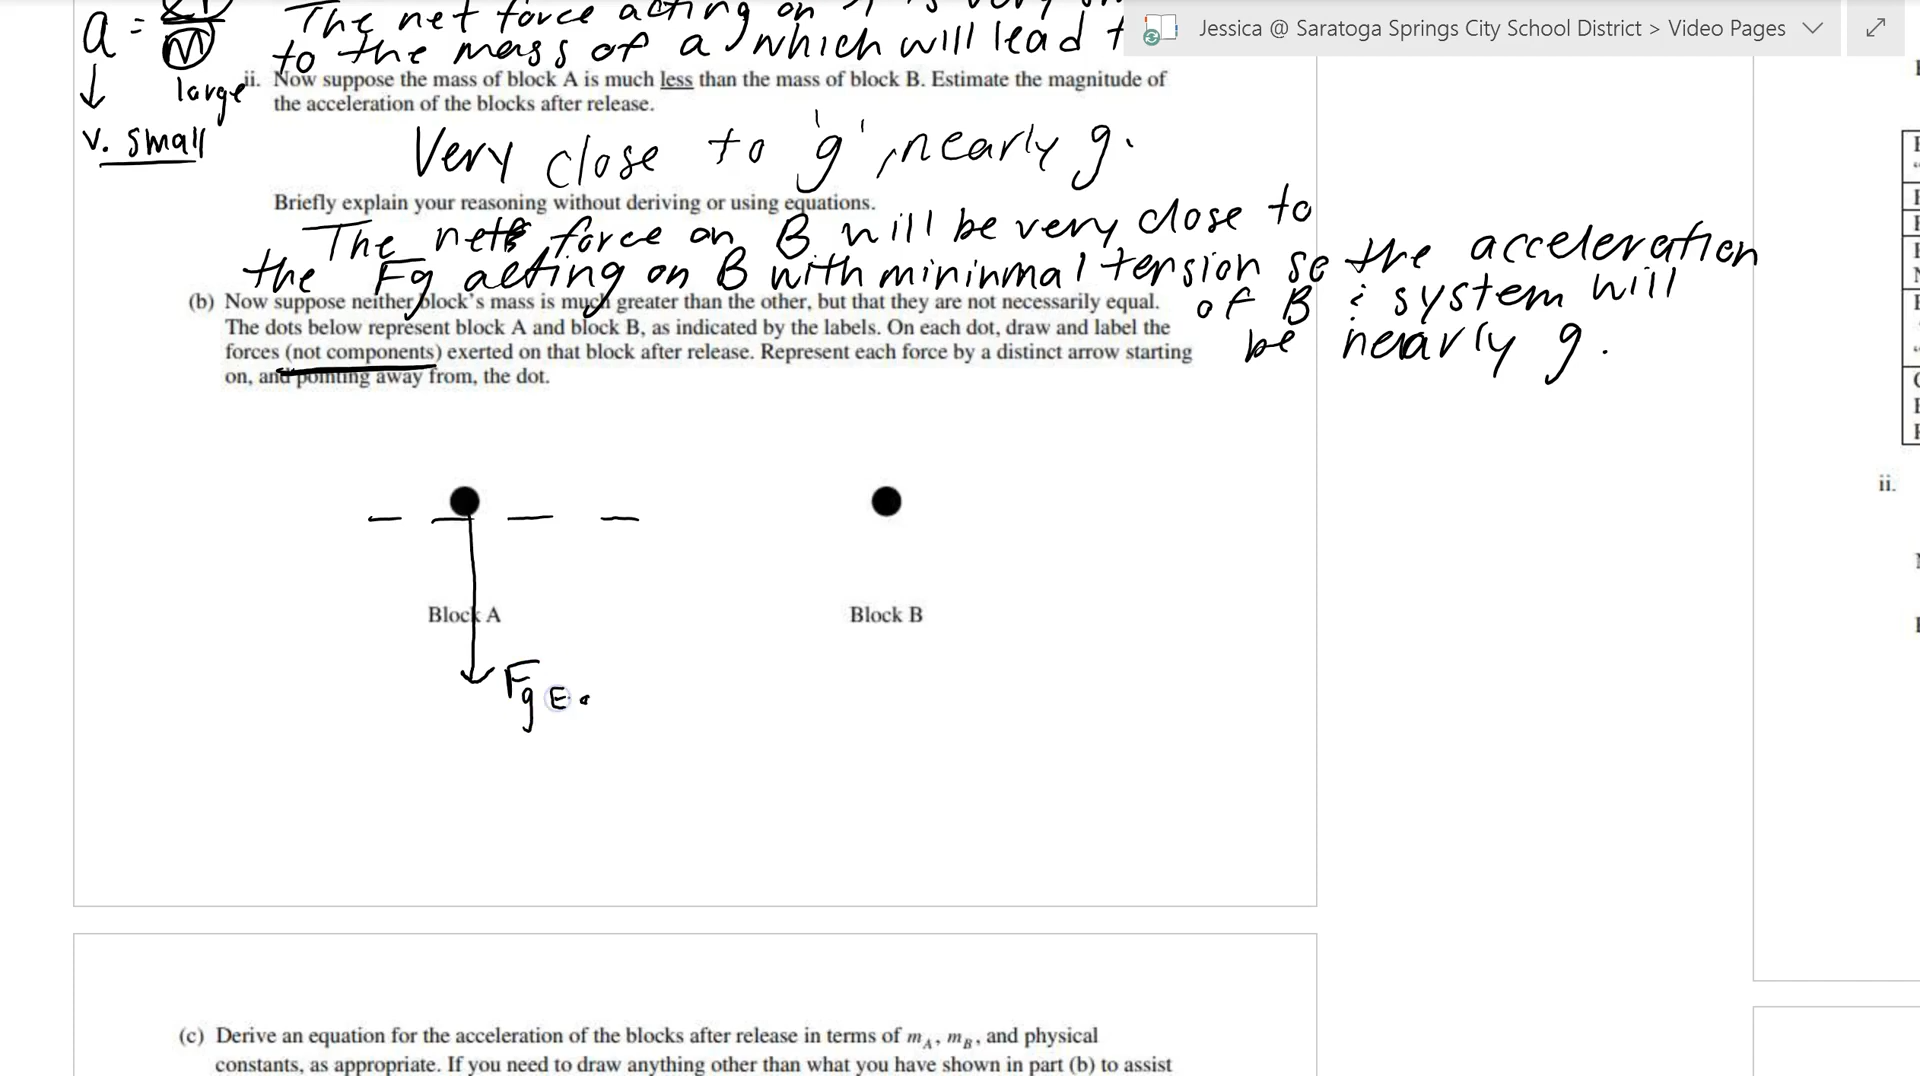 a = ΣF/m The net force acting on it is very
Jessica @ Saratoga Springs City School District > Video Pages
to the mass of a which will lead
large
v. small
ii. Now suppose the mass of block A is much less than the mass of block B. Estimate the magnitude of
the acceleration of the blocks after release.
Very close to 'g', nearly g.
Briefly explain your reasoning without deriving or using equations.
The net force on B will be very close to
the Fg acting on B with mininmal tension so the acceleration
of B & system will
be nearly g.
(b) Now suppose neither block's mass is much greater than the other, but that they are not necessarily equal.
The dots below represent block A and block B, as indicated by the labels. On each dot, draw and label the
forces (not components) exerted on that block after release. Represent each force by a distinct arrow starting
on, and pointing away from, the dot.
Block A
Block B
Fg E
ii.
(c) Derive an equation for the acceleration of the blocks after release in terms of mA, mB, and physical
constants, as appropriate. If you need to draw anything other than what you have shown in part (b) to assist